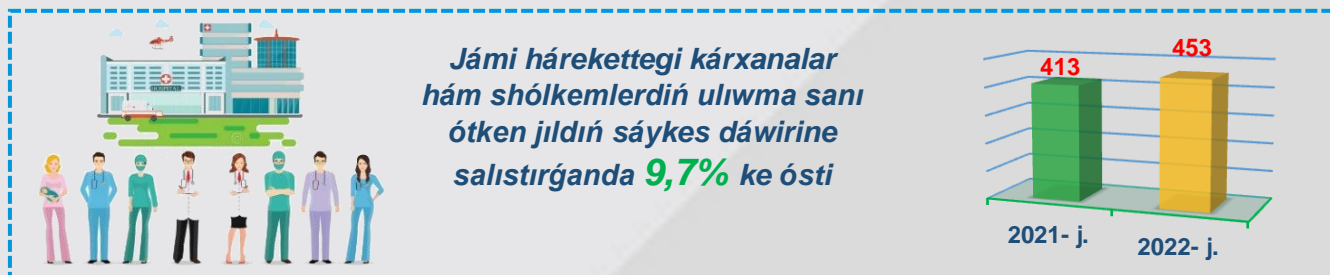 Jámi hárekettegi kárxanalar
hám shólkemlerdiń ulıwma sanı
ótken jıldıń sáykes dáwirine
salıstırǵanda 9,7% ke ósti
413
453
2021- j.
2022- j.
HOSPITAL